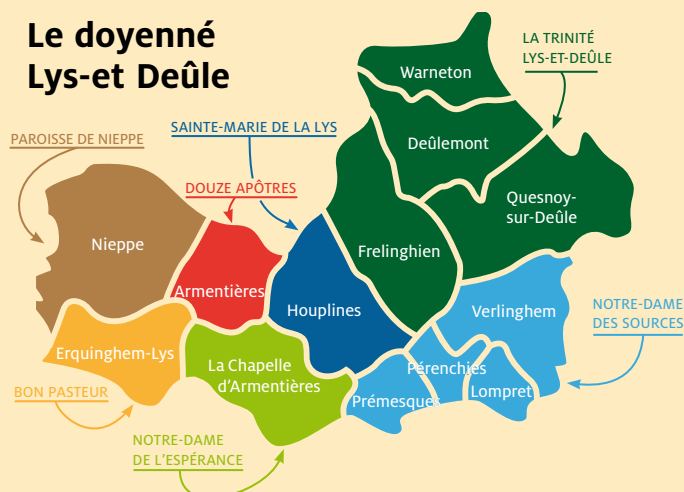 Le doyenné
Lys-et Deûle
LA TRINITÉ
LYS-ET-DEÛLE
Warneton
SAINTE-MARIE DE LA LYS
PAROISSE DE NIEPPE
Deûlement
DOUZE APÔTRES
Quesnoy-
sur-Deûle
Nieppe
Frelinghien
Armentières
Houplines
Verlinghem
NOTRE-DAME
DES SOURCES
Erquinghem-Lys
La Chapelle
d'Armentières
Pérenchies
Lompret
Prémesques
BON PASTEUR
NOTRE-DAME
DE L'ESPÉRANCE